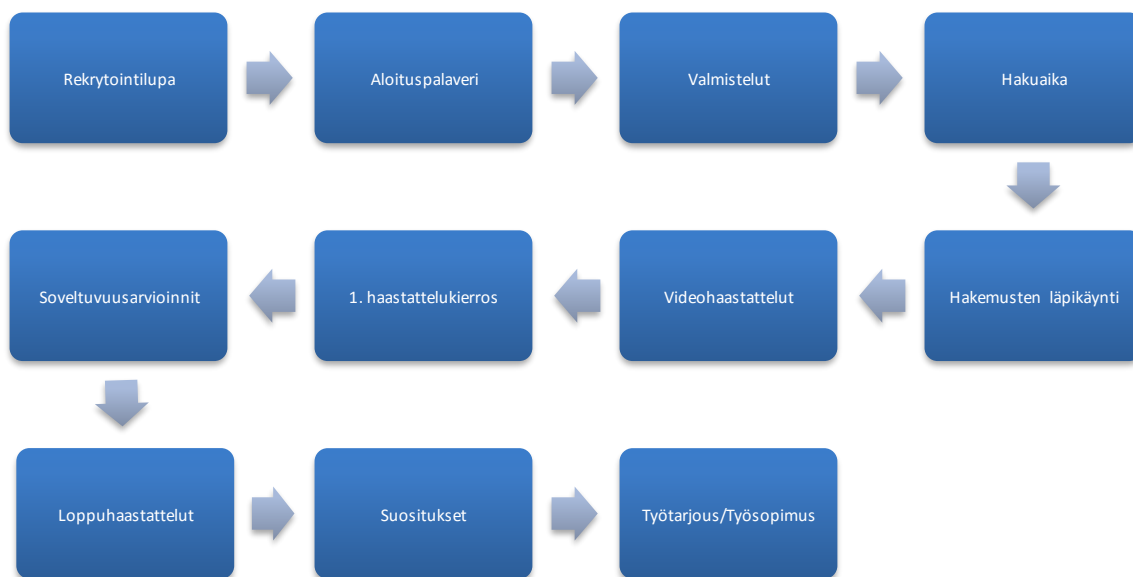 Rekrytointilupa
Aloituspalaveri
Valmistelut
Hakuaika
Hakemusten läpikäynti
Videohaastattelut
1. haastattelukierros
Soveltuvuusarvioinnit
Loppuhaastattelut
Suositukset
Työtarjous/Työsopimus